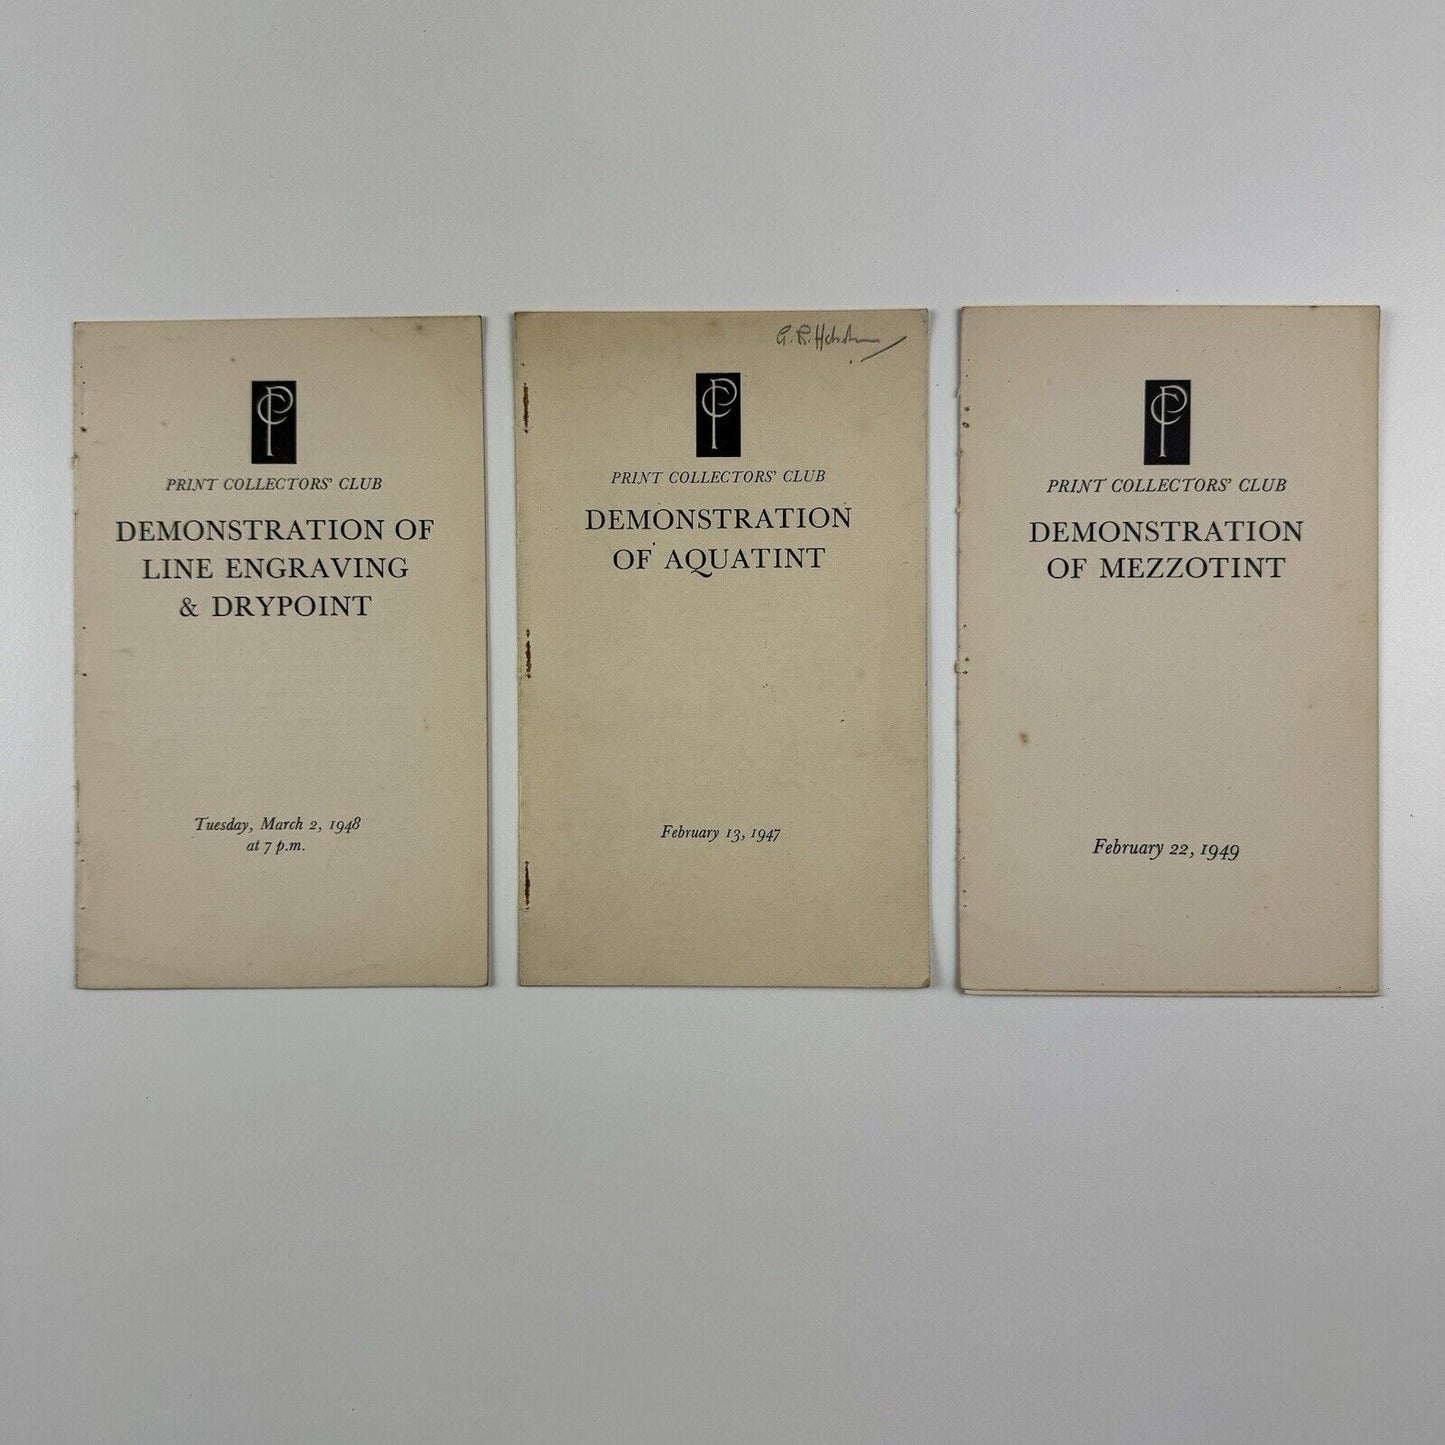 PRINT COLLECTORS' CLUB
DEMONSTRATION OF
LINE ENGRAVING
& DRYPOINT
Tuesday, March 2, 1948
at 7 p.m.
G. R.
PRINT COLLECTORS' CLUB
DEMONSTRATION
OF AQUATINT
February 13, 1947
PRINT COLLECTORS' CLUB
DEMONSTRATION
OF MEZZOTINT
February 22, 1949